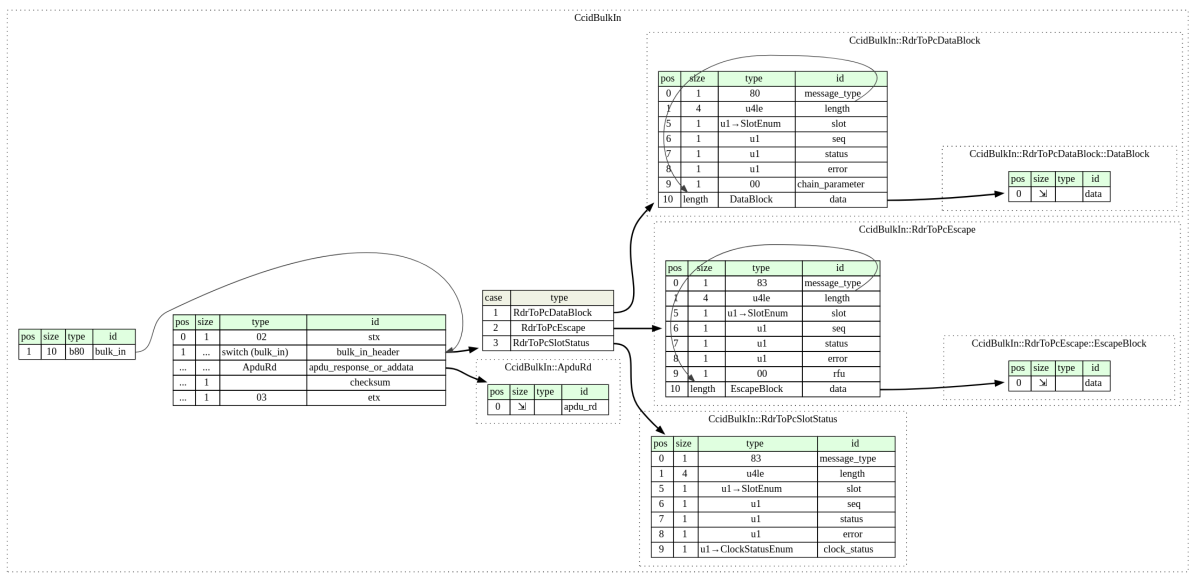 CcidBulkIn
CcidBulkIn::RdrToPcDataBlock
pos size type id
0 1 80 message_type
1 4 u4le length
5 1 u1→SlotEnum slot
6 1 u1 seq
7 1 u1 status
8 1 u1 error
9 1 00 chain_parameter
10 length DataBlock data
CcidBulkIn::RdrToPcDataBlock::DataBlock
pos size type id
0 ⇲ data
CcidBulkIn::RdrToPcEscape
pos size type id
0 1 83 message_type
1 4 u4le length
5 1 u1→SlotEnum slot
6 1 u1 seq
7 1 u1 status
8 1 u1 error
9 1 00 rfu
10 length EscapeBlock data
CcidBulkIn::RdrToPcEscape::EscapeBlock
pos size type id
0 ⇲ data
pos size type id
1 10 b80 bulk_in
pos size type id
0 1 02 stx
1 ... switch (bulk_in) bulk_in_header
... ... ApduRd apdu_response_or_addata
... 1 checksum
... 1 03 etx
case type
1 RdrToPcDataBlock
2 RdrToPcEscape
3 RdrToPcSlotStatus
CcidBulkIn::ApduRd
pos size type id
0 ⇲ apdu_rd
CcidBulkIn::RdrToPcSlotStatus
pos size type id
0 1 83 message_type
1 4 u4le length
5 1 u1→SlotEnum slot
6 1 u1 seq
7 1 u1 status
8 1 u1 error
9 1 u1→ClockStatusEnum clock_status